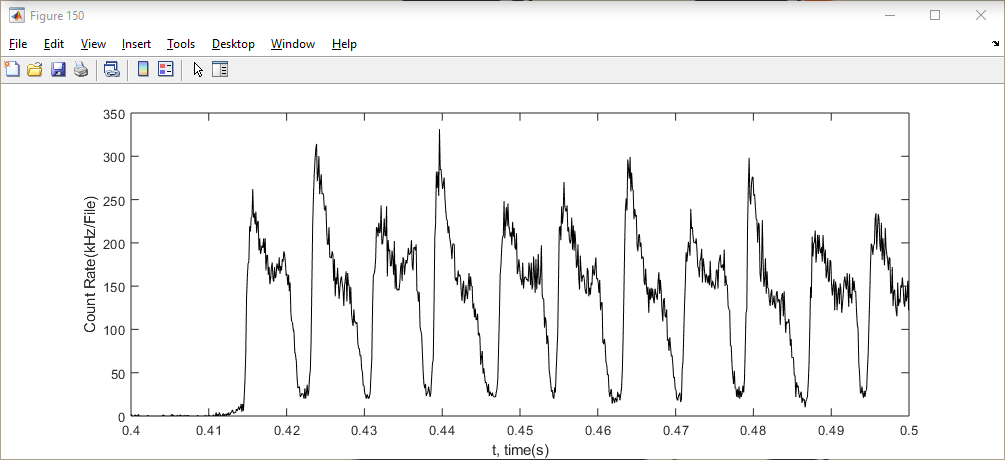 Figure 150
File Edit View Insert Tools Desktop Window Help
350
300
250
200
150
100
50
0
Count Rate(kHz/File)
0.4 0.41 0.42 0.43 0.44 0.45 0.46 0.47 0.48 0.49 0.5
t, time(s)